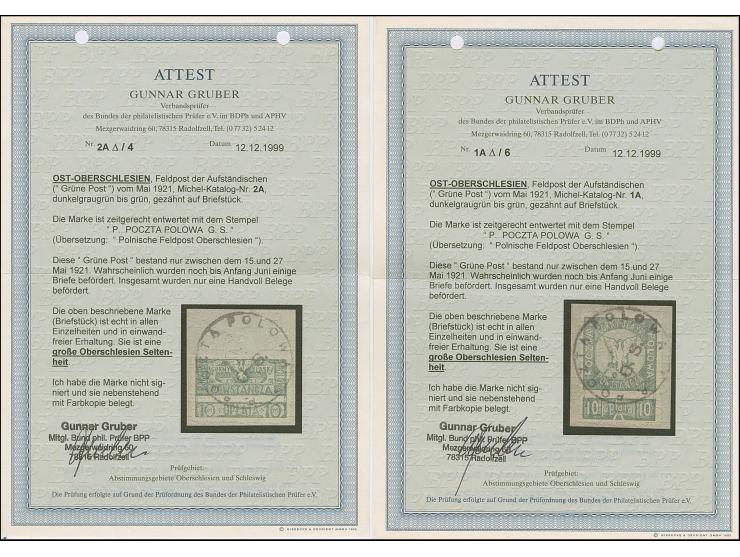 ATTEST
GUNNAR GRUBER
Verbandsprüfer
des Bundes der philatelistischen Prüfer e.V. im BDPh und APHV
Mezgerwaidring 60, 78315 Radolfzell, Tel. (07732) 52412
Nr. 2A Δ / 4 Datum 12.12.1999
OST-OBERSCHLESIEN, Feldpost der Aufständischen
(" Grüne Post ") vom Mai 1921, Michel-Katalog-Nr. 2A,
dunkelgraugrün bis grün, gezähnt auf Briefstück.
Die Marke ist zeitgerecht entwertet mit dem Stempel
" P. POCZTA POLOWA G. S. "
(Übersetzung: " Polnische Feldpost Oberschlesien ").
Diese " Grüne Post " bestand nur zwischen dem 15. und 27
Mai 1921. Wahrscheinlich wurden noch bis Anfang Juni einige
Briefe befördert. Insgesamt wurden nur eine Handvoll Belege
befördert.
Die oben beschriebene Marke
(Briefstück) ist echt in allen
Einzelheiten und in einwand-
freier Erhaltung. Sie ist eine
große Oberschlesien Selten-
heit.
Ich habe die Marke nicht sig-
niert und sie nebenstehend
mit Farbkopie belegt.
POCZTA POLOWA
G.S.
10 10
Gunnar Gruber
Mitgl. Bund phil. Prüfer BPP
Mezgerwaidring 60
78315 Radolfzell
Prüfgebiet:
Abstimmungsgebiete Oberschlesien und Schleswig
Die Prüfung erfolgte auf Grund der Prüfordnung des Bundes der Philatelistischen Prüfer e.V.
ATTEST
GUNNAR GRUBER
Verbandsprüfer
des Bundes der philatelistischen Prüfer e.V. im BDPh und APHV
Mezgerwaidring 60, 78315 Radolfzell, Tel. (07732) 52412
Nr. 1A Δ / 6 Datum 12.12.1999
OST-OBERSCHLESIEN, Feldpost der Aufständischen
(" Grüne Post ") vom Mai 1921, Michel-Katalog-Nr. 1A,
dunkelgraugrün bis grün, gezähnt auf Briefstück.
Die Marke ist zeitgerecht entwertet mit dem Stempel
" P. POCZTA POLOWA G. S. "
(Übersetzung: " Polnische Feldpost Oberschlesien ").
Diese " Grüne Post " bestand nur zwischen dem 15. und 27
Mai 1921. Wahrscheinlich wurden noch bis Anfang Juni einige
Briefe befördert. Insgesamt wurden nur eine Handvoll Belege
befördert.
Die oben beschriebene Marke
(Briefstück) ist echt in allen
Einzelheiten und in einwand-
freier Erhaltung. Sie ist eine
große Oberschlesien Selten-
heit.
Ich habe die Marke nicht sig-
niert und sie nebenstehend
mit Farbkopie belegt.
POCZTA POLOWA
G.S.
10 10
Gunnar Gruber
Mitgl. Bund phil. Prüfer BPP
Mezgerwaidring 60
78315 Radolfzell
Prüfgebiet:
Abstimmungsgebiete Oberschlesien und Schleswig
Die Prüfung erfolgte auf Grund der Prüfordnung des Bundes der Philatelistischen Prüfer e.V.